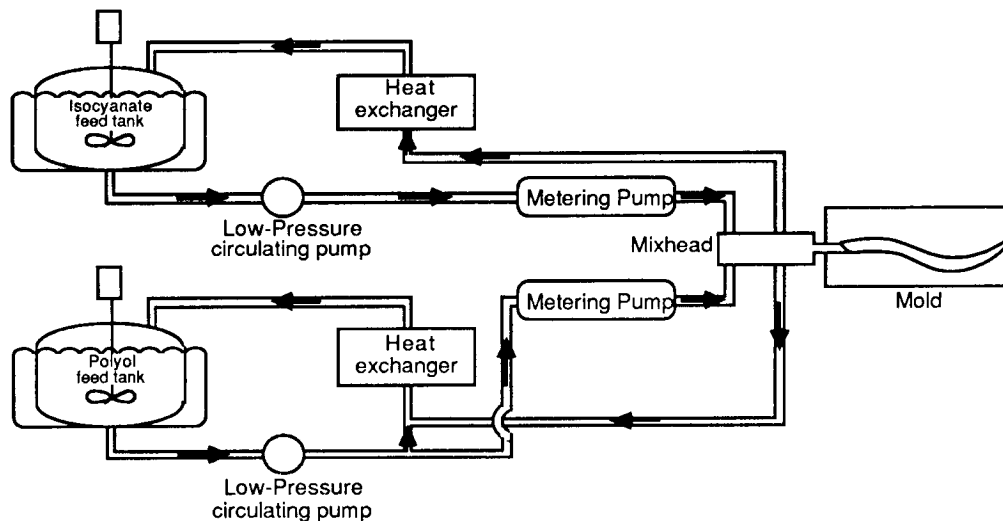 Isocyanate
feed tank
Heat
exchanger
Low-Pressure
circulating pump
Metering Pump
Mixhead
Mold
Metering Pump
Polyol
feed tank
Heat
exchanger
Low-Pressure
circulating pump